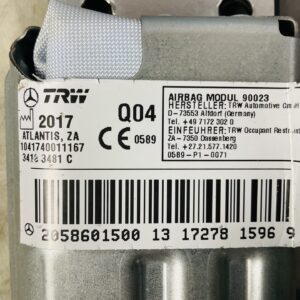 TRW Q04
2017
ATLANTIS, ZA
1041740011167
3418 3481 C
CE 0589
AIRBAG MODUL 90023
HERSTELLER: TRW Automotive GmbH
D-73553 Alfdorf (Germany)
Tel. +49 7172 302 0
EINFUEHRER: TRW Occupant Restra
ZA-7350 Dassenberg
Tel. +27.21.577.1420
0589-P1-0071
2058601500 13 17278 1596 9